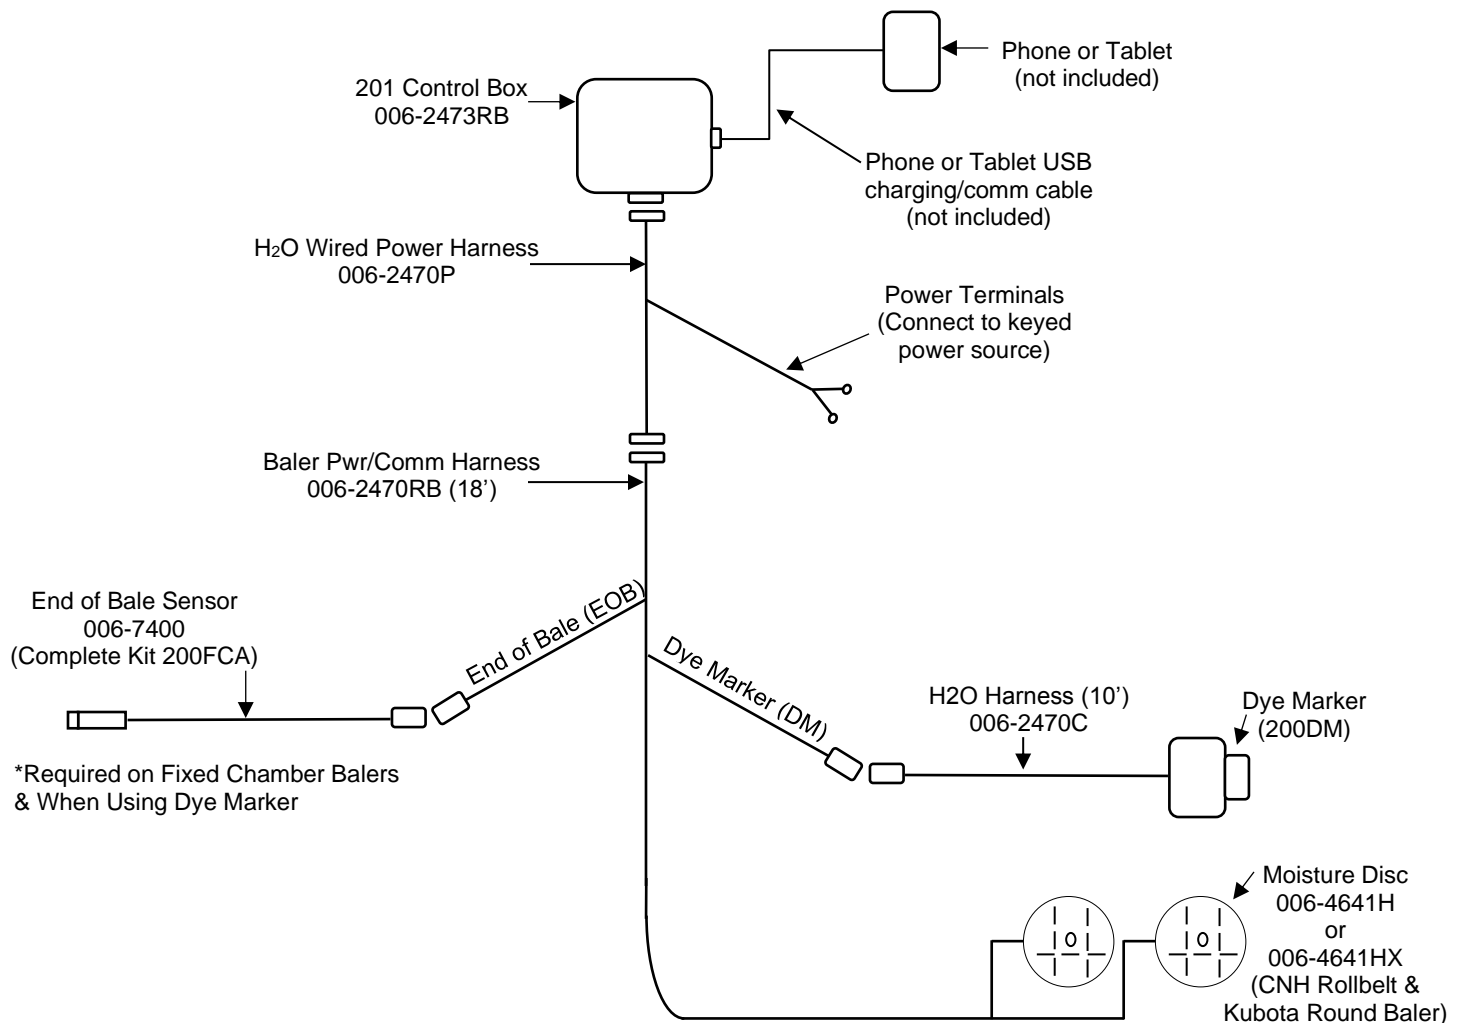 Phone or Tablet
(not included)
201 Control Box
006-2473RB
Phone or Tablet USB
charging/comm cable
(not included)
H₂O Wired Power Harness
006-2470P
Power Terminals
(Connect to keyed
power source)
Baler Pwr/Comm Harness
006-2470RB (18’)
End of Bale (EOB)
End of Bale Sensor
006-7400
(Complete Kit 200FCA)
Dye Marker (DM)
H2O Harness (10’)
006-2470C
Dye Marker
(200DM)
*Required on Fixed Chamber Balers
& When Using Dye Marker
Moisture Disc
006-4641H
or
006-4641HX
(CNH Rollbelt &
Kubota Round Baler)